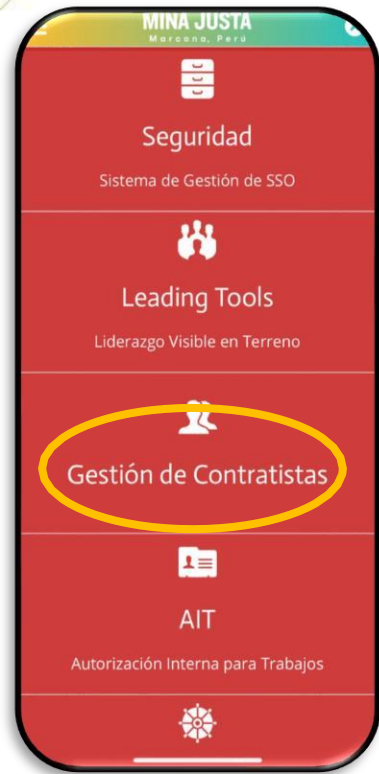 MINA JUSTA
Marcona, Perú
Seguridad
Sistema de Gestión de SSO
Leading Tools
Liderazgo Visible en Terreno
Gestión de Contratistas
AIT
Autorización Interna para Trabajos